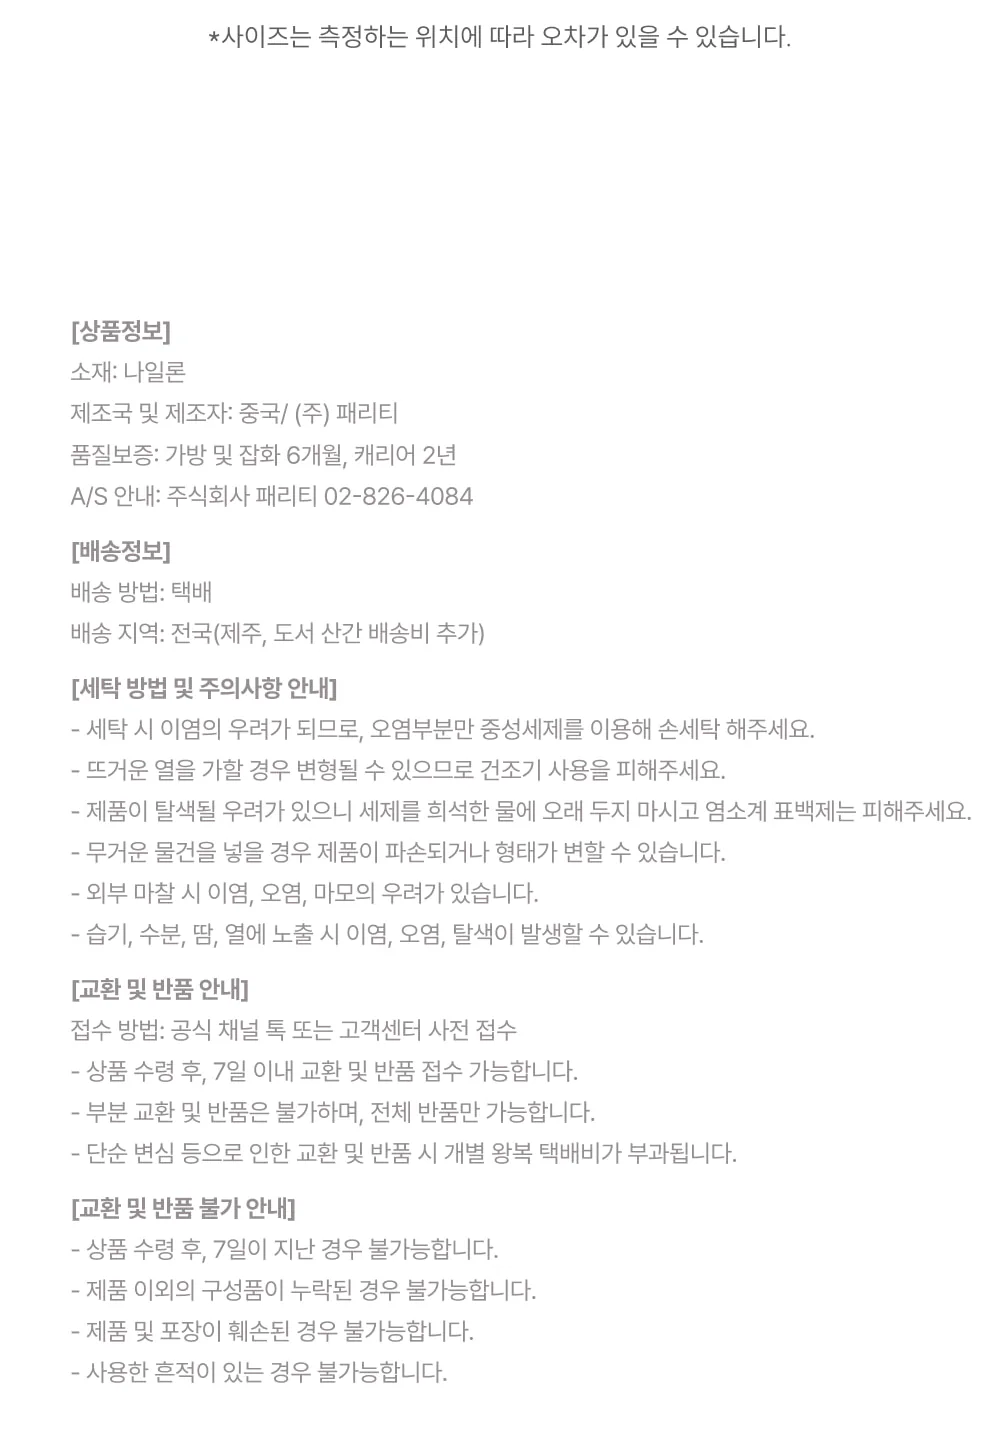 *사이즈는 측정하는 위치에 따라 오차가 있을 수 있습니다.
[상품정보]
소재: 나일론
제조국 및 제조자: 중국/ (주) 패리티
품질보증: 가방 및 잡화 6개월, 캐리어 2년
A/S 안내: 주식회사 패리티 02-826-4084
[배송정보]
배송 방법: 택배
배송 지역: 전국(제주, 도서 산간 배송비 추가)
[세탁 방법 및 주의사항 안내]
- 세탁 시 이염의 우려가 되므로, 오염부분만 중성세제를 이용해 손세탁 해주세요.
- 뜨거운 열을 가할 경우 변형될 수 있으므로 건조기 사용을 피해주세요.
- 제품이 탈색될 우려가 있으니 세제를 희석한 물에 오래 두지 마시고 염소계 표백제는 피해주세요.
- 무거운 물건을 넣을 경우 제품이 파손되거나 형태가 변할 수 있습니다.
- 외부 마찰 시 이염, 오염, 마모의 우려가 있습니다.
- 습기, 수분, 땀, 열에 노출 시 이염, 오염, 탈색이 발생할 수 있습니다.
[교환 및 반품 안내]
접수 방법: 공식 채널 톡 또는 고객센터 사전 접수
- 상품 수령 후, 7일 이내 교환 및 반품 접수 가능합니다.
- 부분 교환 및 반품은 불가하며, 전체 반품만 가능합니다.
- 단순 변심 등으로 인한 교환 및 반품 시 개별 왕복 택배비가 부과됩니다.
[교환 및 반품 불가 안내]
- 상품 수령 후, 7일이 지난 경우 불가능합니다.
- 제품 이외의 구성품이 누락된 경우 불가능합니다.
- 제품 및 포장이 훼손된 경우 불가능합니다.
- 사용한 흔적이 있는 경우 불가능합니다.